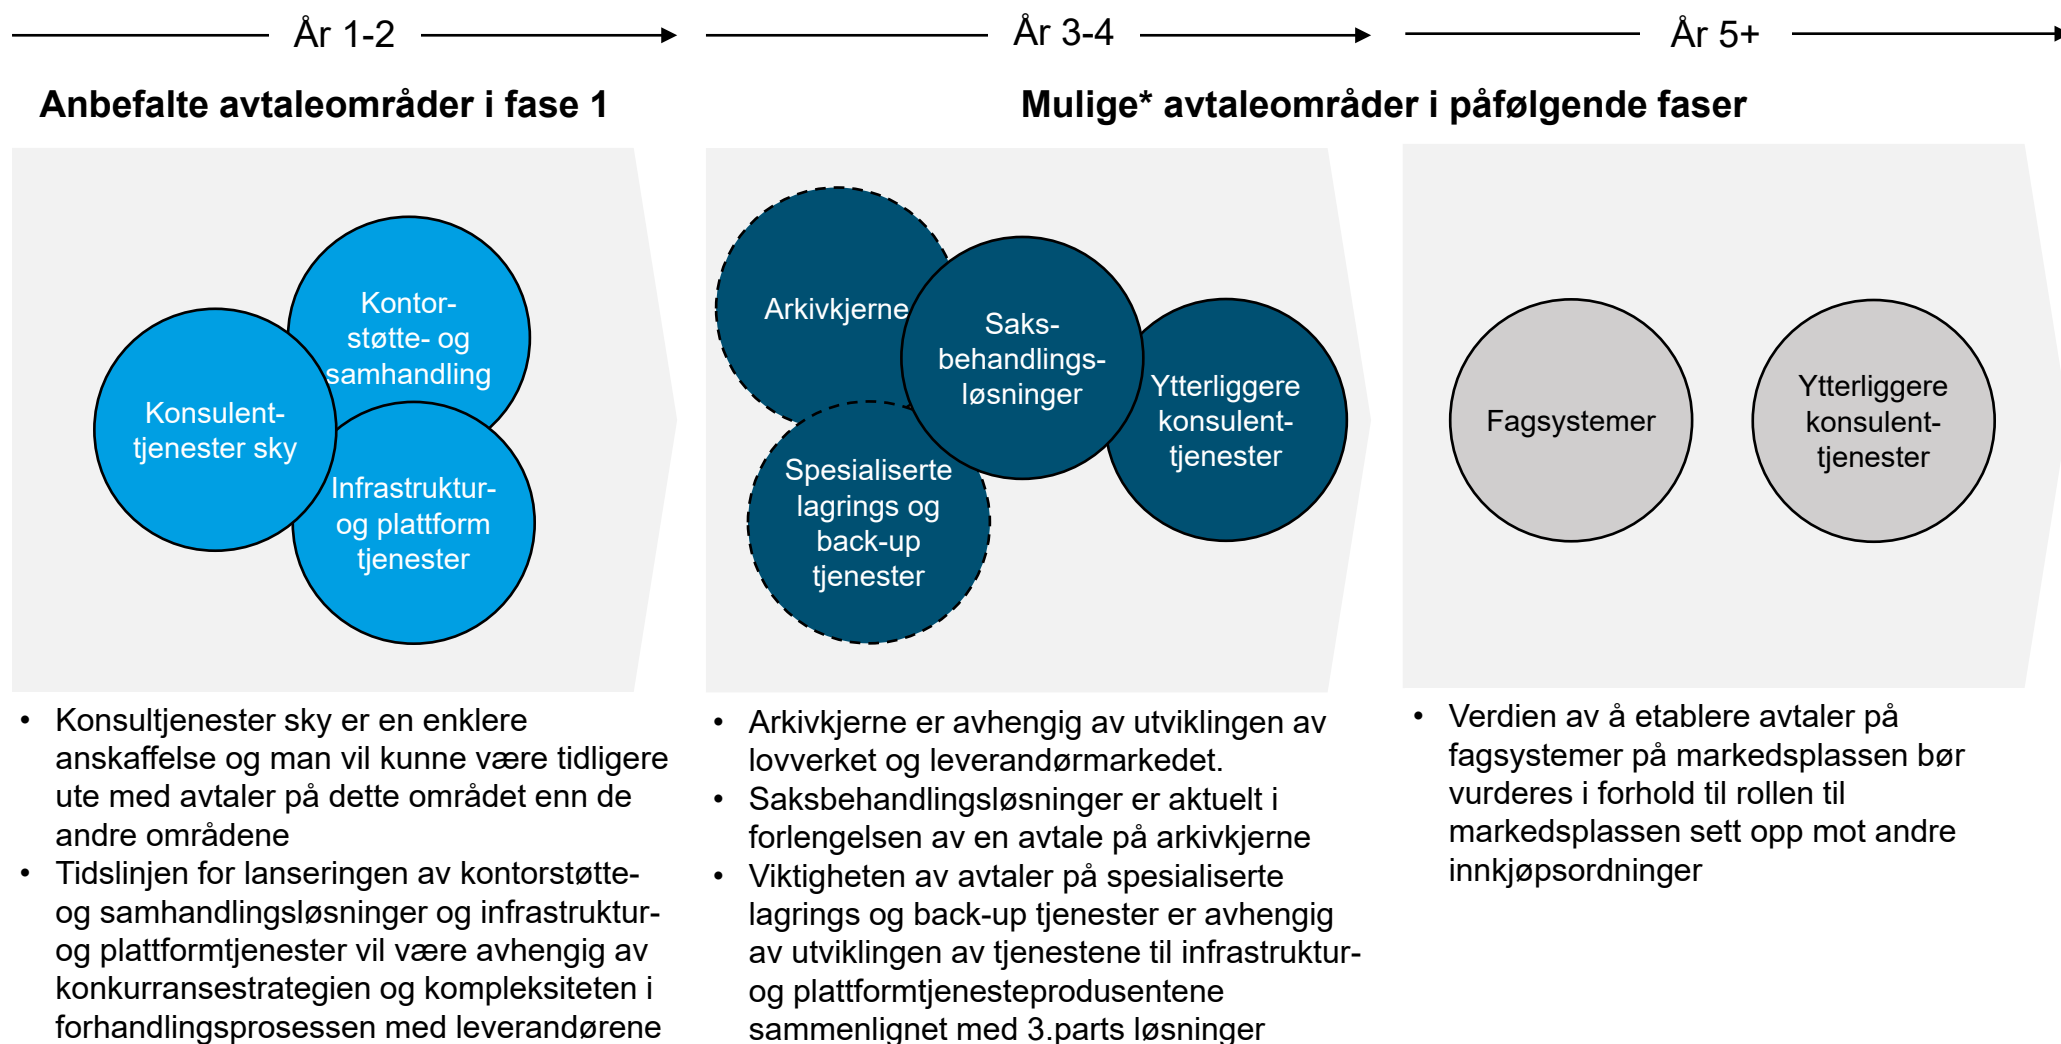 År 1-2
År 3-4
År 5+
Anbefalte avtaleområder i fase 1
Mulige* avtaleområder i påfølgende faser
Kontor-
støtte- og
samhandling
Konsulent-
tjenester sky
Infrastruktur-
og plattform
tjenester
Arkivkjerne
Saks-
behandlings-
løsninger
Spesialiserte
lagrings og
back-up
tjenester
Ytterliggere
konsulent-
tjenester
Fagsystemer
Ytterliggere
konsulent-
tjenester
• Konsultjenester sky er en enklere
anskaffelse og man vil kunne være tidligere
ute med avtaler på dette området enn de
andre områdene
• Tidslinjen for lanseringen av kontorstøtte-
og samhandlingsløsninger og infrastruktur-
og plattformtjenester vil være avhengig av
konkurransestrategien og kompleksiteten i
forhandlingsprosessen med leverandørene
• Arkivkjerne er avhengig av utviklingen av
lovverket og leverandørmarkedet.
• Saksbehandlingsløsninger er aktuelt i
forlengelsen av en avtale på arkivkjerne
• Viktigheten av avtaler på spesialiserte
lagrings og back-up tjenester er avhengig
av utviklingen av tjenestene til infrastruktur-
og plattformtjenesteprodusentene
sammenlignet med 3.parts løsninger
• Verdien av å etablere avtaler på
fagsystemer på markedsplassen bør
vurderes i forhold til rollen til
markedsplassen sett opp mot andre
innkjøpsordninger